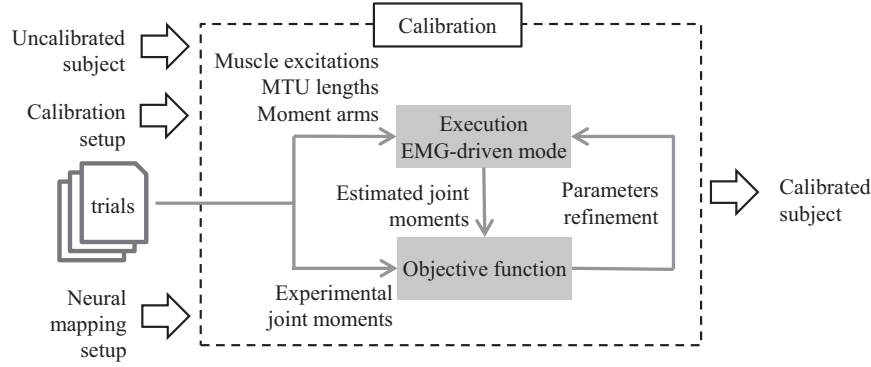 Calibration
Uncalibrated
subject
Muscle excitations
MTU lengths
Moment arms
Calibration
setup
Execution
EMG-driven mode
trials
Estimated joint
moments
Parameters
refinement
Calibrated
subject
Objective function
Experimental
joint moments
Neural
mapping
setup